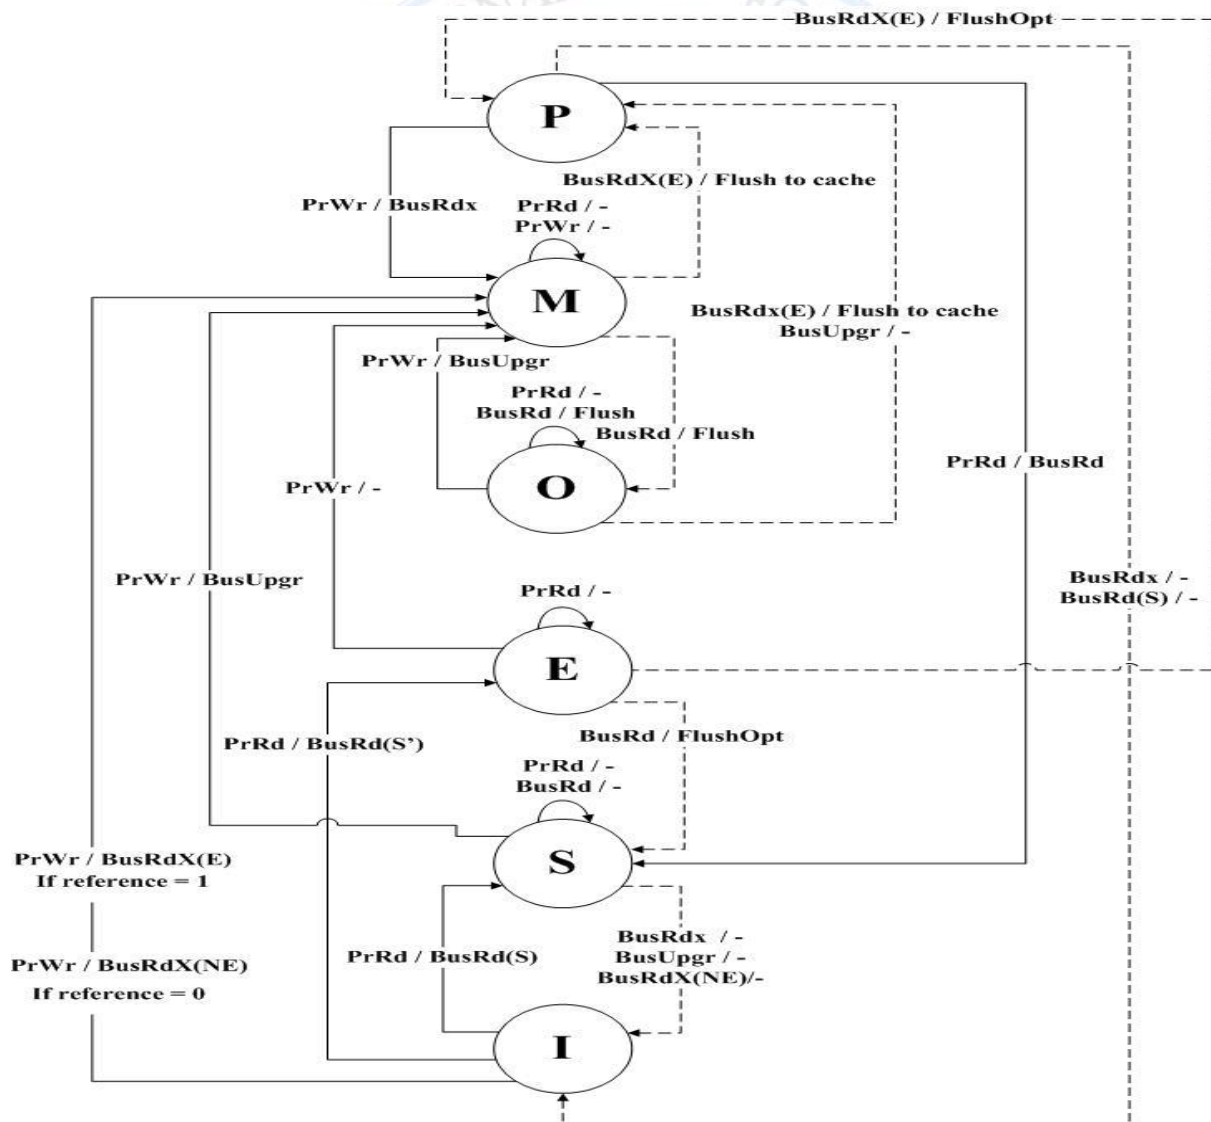 BusRdX(E) / FlushOpt
P
BusRdX(E) / Flush to cache
PrWr / BusRdx
PrRd / -
PrWr / -
M
BusRdx(E) / Flush to cache
BusUpgr / -
PrWr / BusUpgr
PrRd / -
BusRd / Flush
BusRd / Flush
O
PrRd / BusRd
PrWr / -
PrWr / BusUpgr
BusRdx / -
BusRd(S) / -
PrRd / -
E
BusRd / FlushOpt
PrRd / BusRd(S’)
PrRd / -
BusRd / -
S
PrWr / BusRdX(E)
If reference = 1
PrRd / BusRd(S)
BusRdx / -
BusUpgr / -
BusRdX(NE)/-
PrWr / BusRdX(NE)
If reference = 0
I